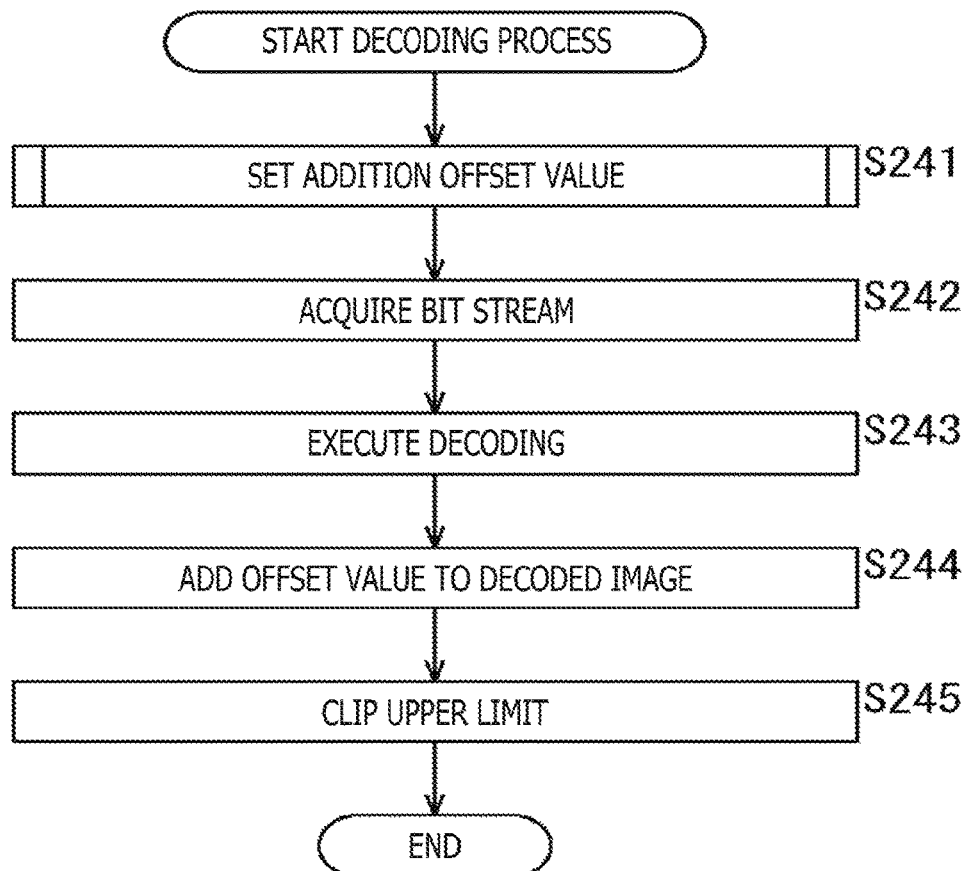 START DECODING PROCESS
SET ADDITION OFFSET VALUE S241
ACQUIRE BIT STREAM S242
EXECUTE DECODING S243
ADD OFFSET VALUE TO DECODED IMAGE S244
CLIP UPPER LIMIT S245
END